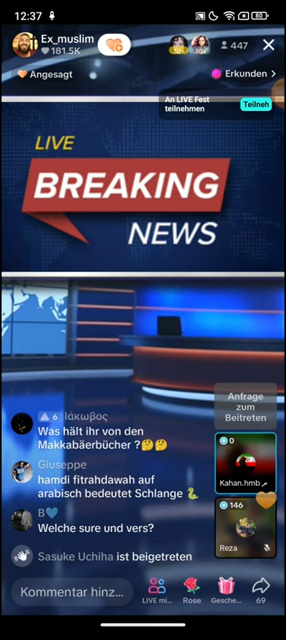 12:37
80
Ex_muslim
181.5K
447
Angesagt
Erkunden >
An LIVE Fest
teilnehmen
Teilneh
LIVE
BREAKING
NEWS
Anfrage
zum
Beitreten
6 Ιάκωβος
Was hält ihr von den
Makkabäerbücher ?🤔🤔
0
Kahan.hmb
Giuseppe
hamdi fitrahdawah auf
arabisch bedeutet Schlange 🐍
146
Reza
B💙
Welche sure und vers?
Sasuke Uchiha ist beigetreten
Kommentar hinz...
LIVE mi...
Rose
Gesche...
69